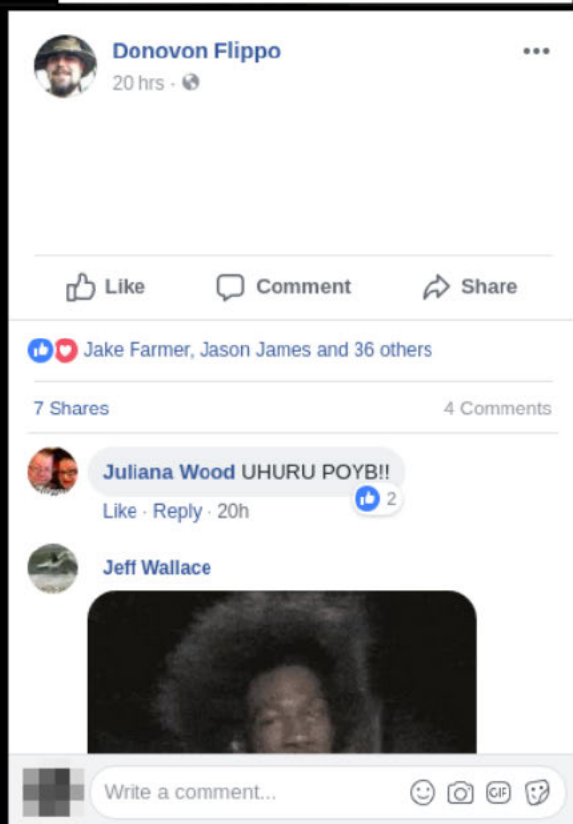 Donovon Flippo
20 hrs ·
Like Comment Share
Jake Farmer, Jason James and 36 others
7 Shares 4 Comments
Juliana Wood UHURU POYB!!
2
Like · Reply · 20h
Jeff Wallace
Write a comment... GIF